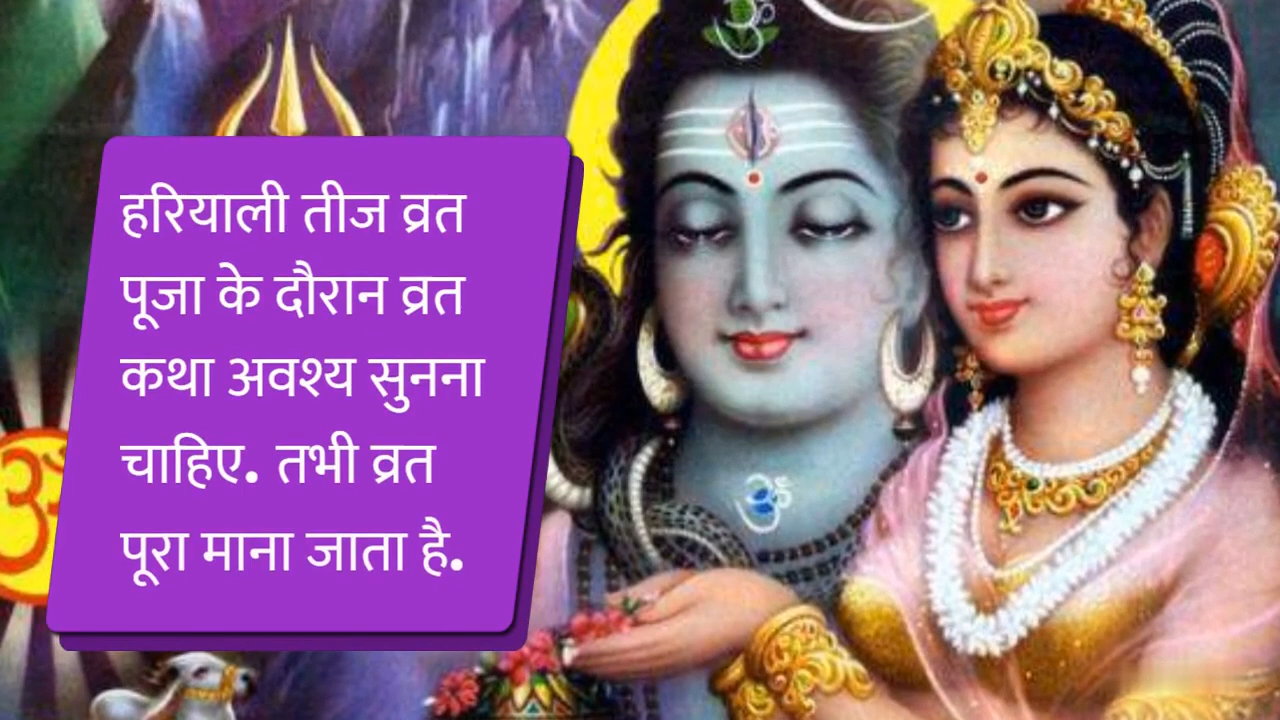 हरियाली तीज व्रत
पूजा के दौरान व्रत
कथा अवश्य सुनना
चाहिए. तभी व्रत
पूरा माना जाता है.
ॐ
ॐ
ॐ